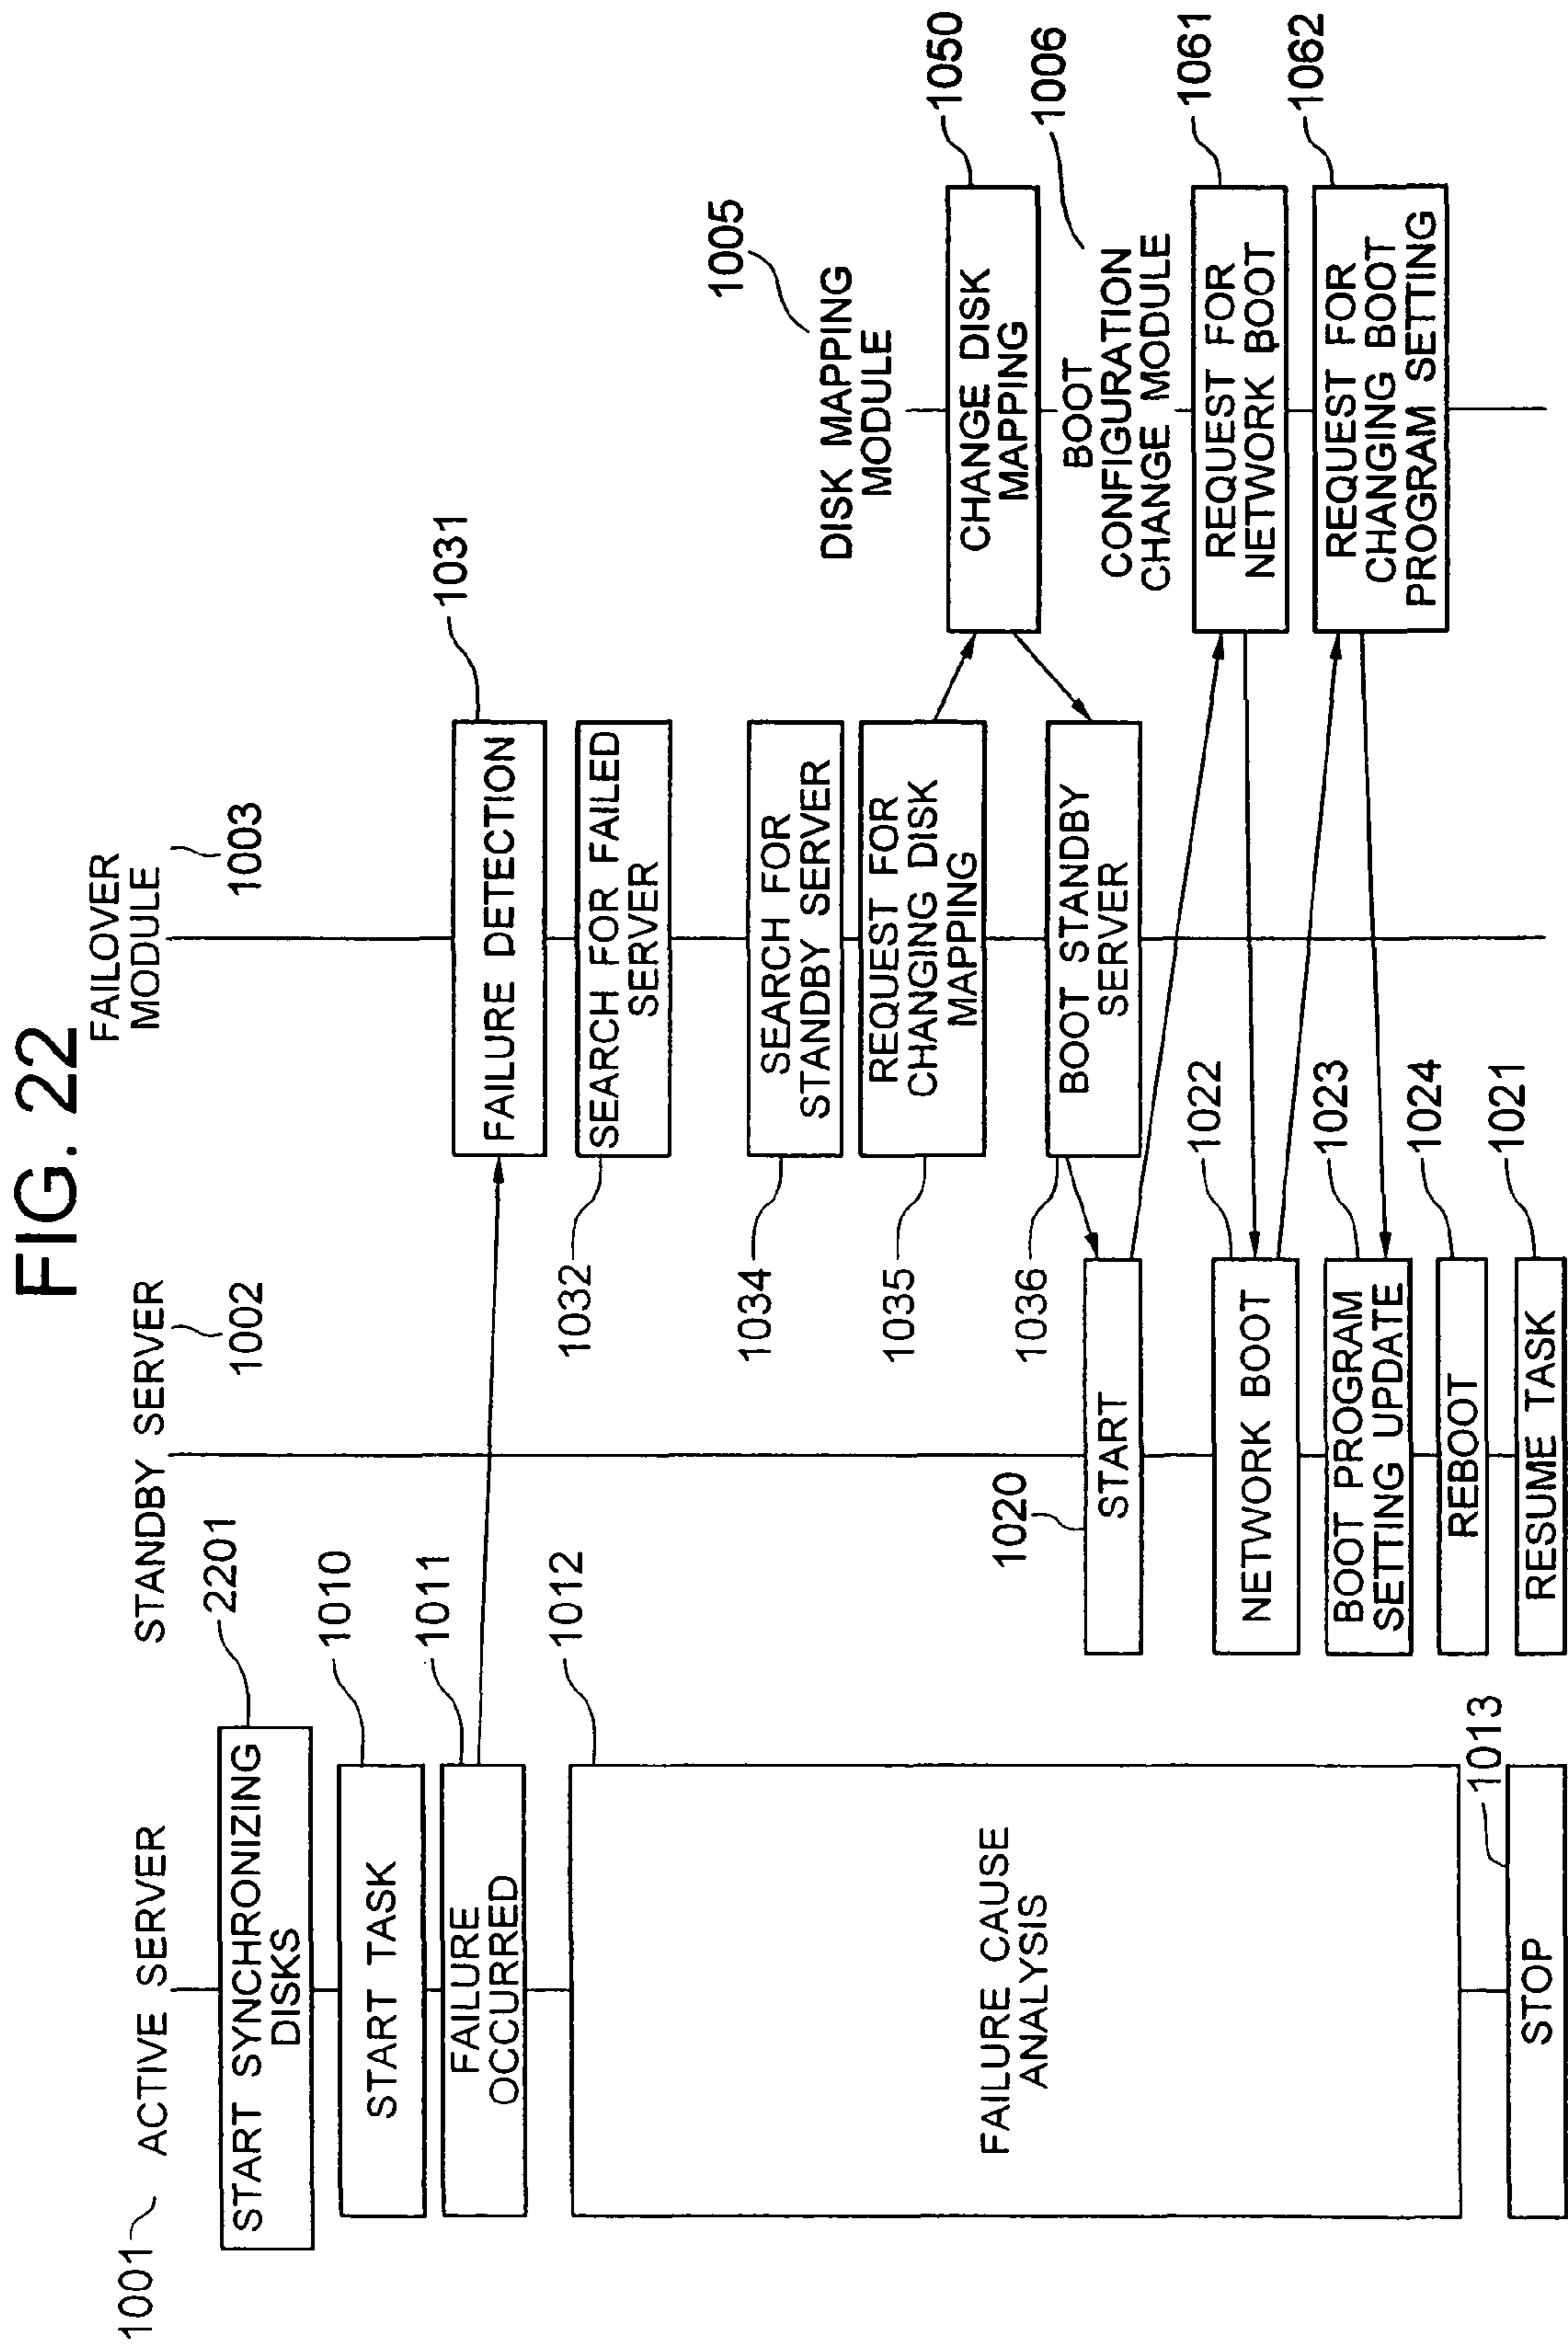 FIG. 22
1001
ACTIVE SERVER
STANDBY SERVER
1002
FAILOVER
MODULE
1003
START SYNCHRONIZING
DISKS
2201
START TASK
1010
FAILURE
OCCURRED
1011
FAILURE CAUSE
ANALYSIS
1012
STOP
1013
START
1020
NETWORK BOOT
1022
BOOT PROGRAM
SETTING UPDATE
1023
REBOOT
1024
RESUME TASK
1021
FAILURE DETECTION
1031
SEARCH FOR FAILED
SERVER
1032
SEARCH FOR
STANDBY SERVER
1034
REQUEST FOR
CHANGING DISK
MAPPING
1035
BOOT STANDBY
SERVER
1036
DISK MAPPING
MODULE
1005
CHANGE DISK
MAPPING
1050
BOOT
CONFIGURATION
CHANGE MODULE
1006
REQUEST FOR
NETWORK BOOT
1061
REQUEST FOR
CHANGING BOOT
PROGRAM SETTING
1062